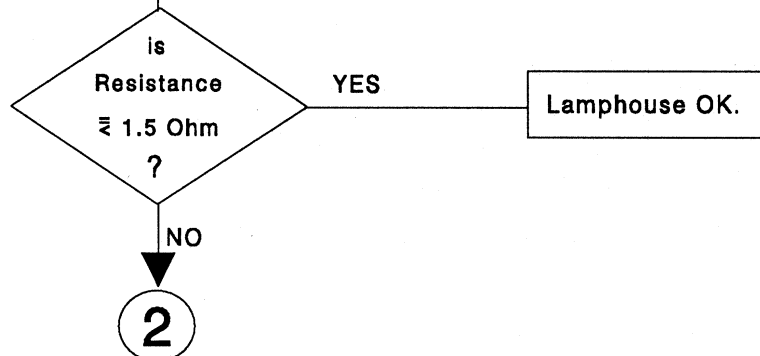 is
Resistance
≦ 1.5 Ohm
?
YES
Lamphouse OK.
NO
2